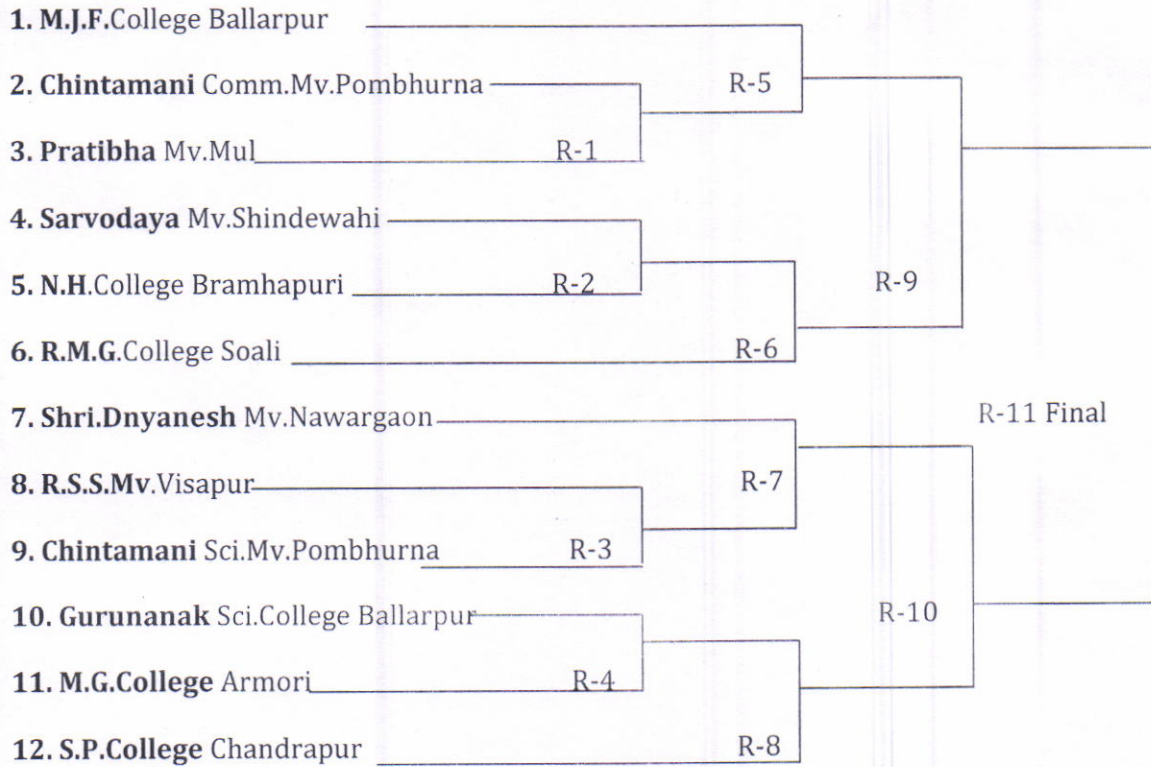 1. M.J.F.College Ballarpur
2. Chintamani Comm.Mv.Pombhurna
R-5
3. Pratibha Mv.Mul
R-1
4. Sarvodaya Mv.Shindewahi
5. N.H.College Bramhapuri
R-2
R-9
6. R.M.G.College Soali
R-6
7. Shri.Dnyanesh Mv.Nawargaon
R-11 Final
8. R.S.S.Mv.Visapur
R-7
9. Chintamani Sci.Mv.Pombhurna
R-3
10. Gurunanak Sci.College Ballarpur
R-10
11. M.G.College Armori
R-4
12. S.P.College Chandrapur
R-8